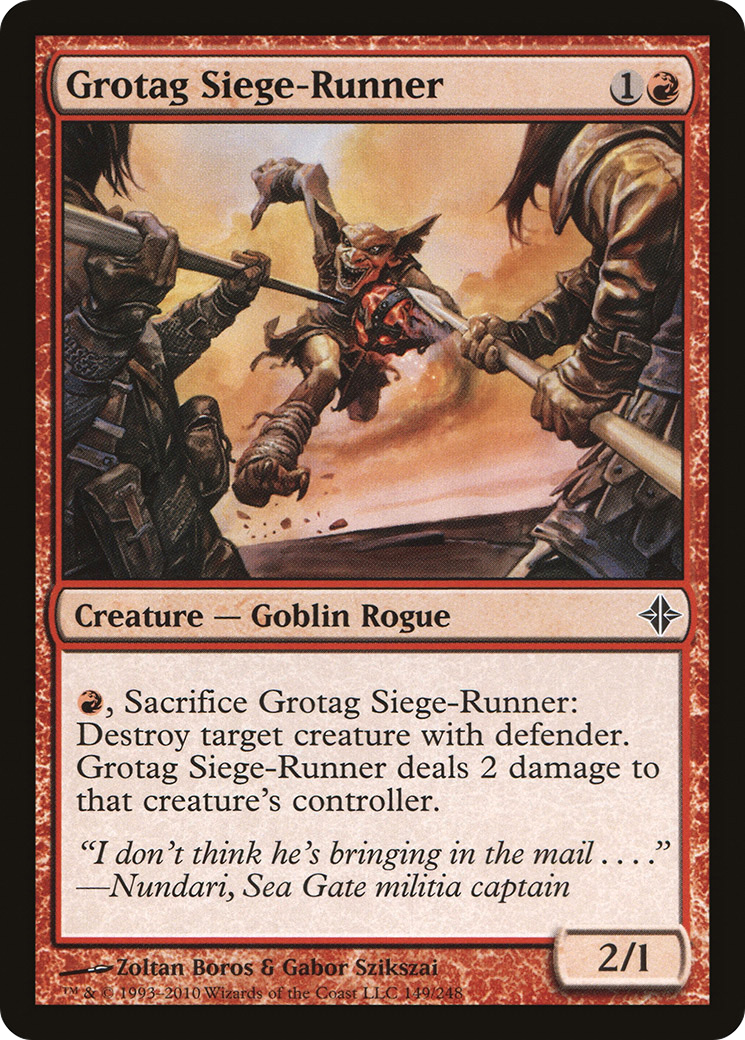 Grotag Siege-Runner 1
Creature — Goblin Rogue
, Sacrifice Grotag Siege-Runner:
Destroy target creature with defender.
Grotag Siege-Runner deals 2 damage to
that creature's controller.
“I don't think he's bringing in the mail . . . .”
—Nundari, Sea Gate militia captain
2/1
Zoltan Boros & Gabor Szikszai
™ & © 1993–2010 Wizards of the Coast LLC 149/248